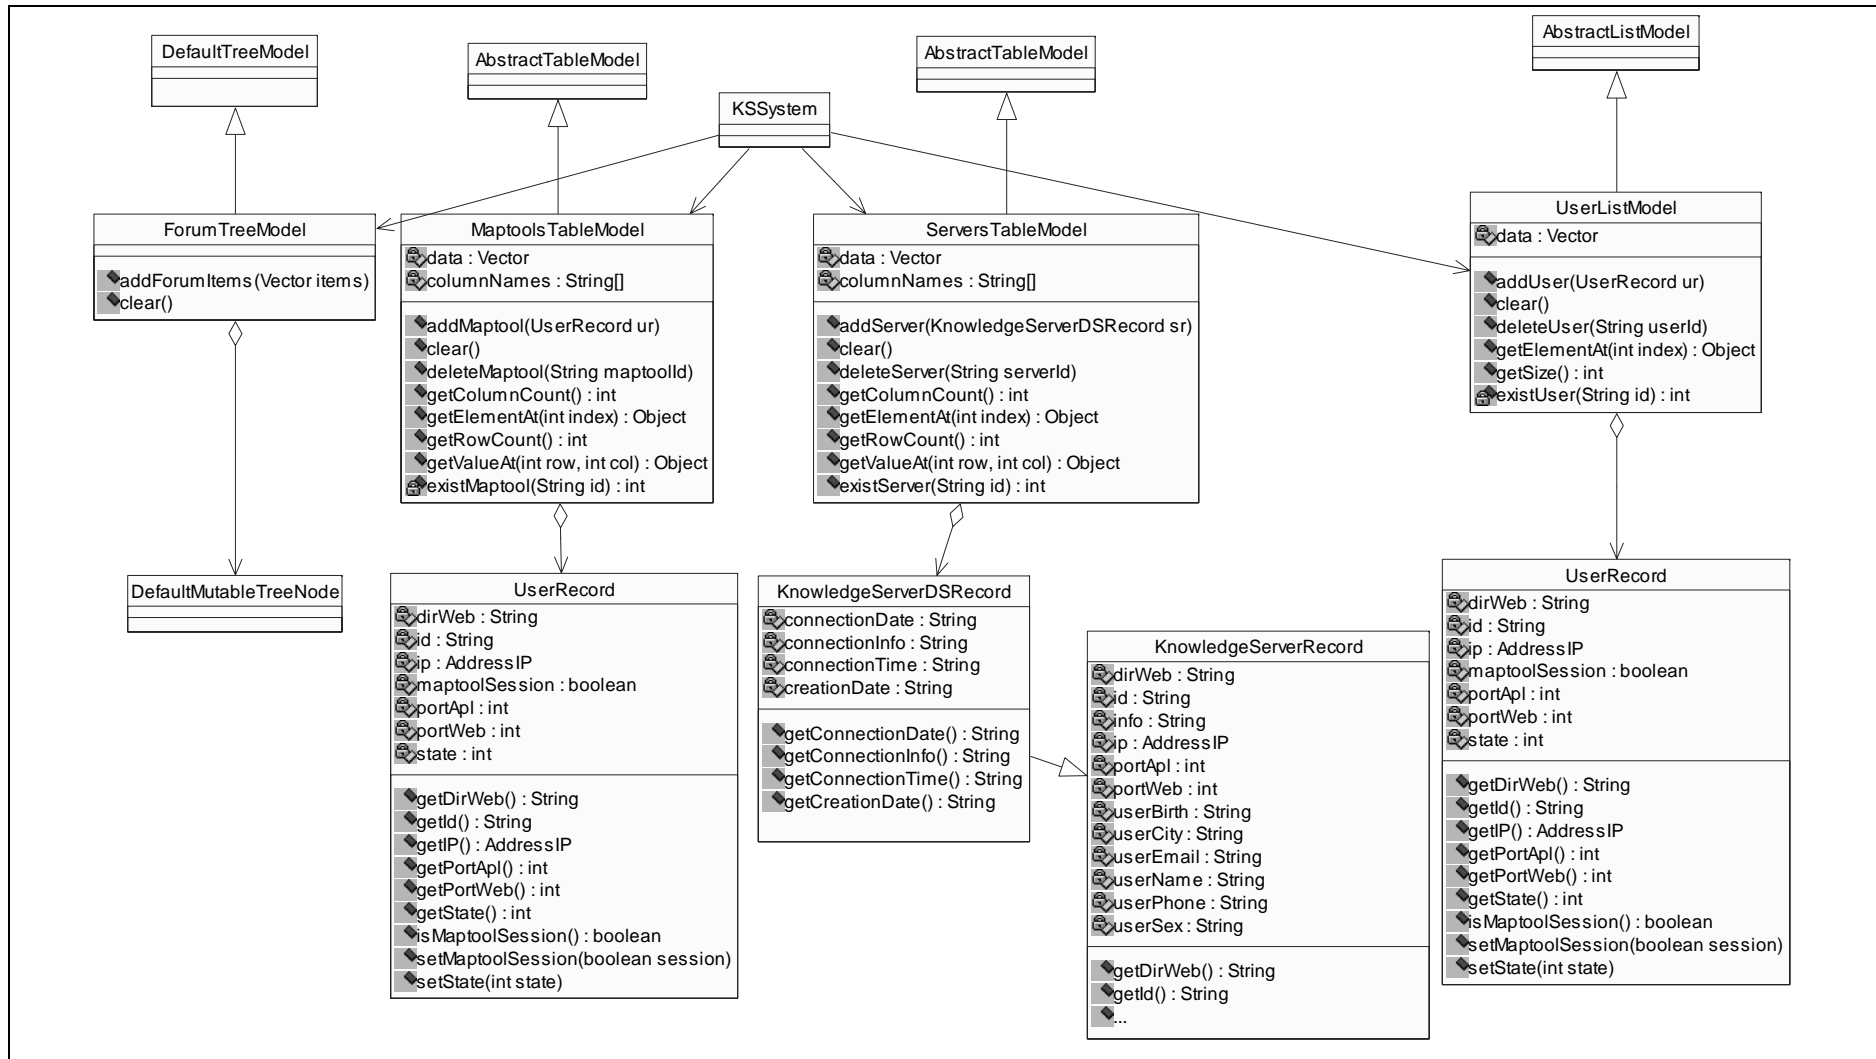 DefaultTreeModel
AbstractTableModel
KSSystem
AbstractTableModel
AbstractListModel
ForumTreeModel
addForumItems(Vector items)
clear()
MaptoolsTableModel
data : Vector
columnNames : String[]
addMaptool(UserRecord ur)
clear()
deleteMaptool(String maptoolId)
getColumnCount() : int
getElementAt(int index) : Object
getRowCount() : int
getValueAt(int row, int col) : Object
existMaptool(String id) : int
ServersTableModel
data : Vector
columnNames : String[]
addServer(KnowledgeServerDSRecord sr)
clear()
deleteServer(String serverId)
getColumnCount() : int
getElementAt(int index) : Object
getRowCount() : int
getValueAt(int row, int col) : Object
existServer(String id) : int
UserListModel
data : Vector
addUser(UserRecord ur)
clear()
deleteUser(String userId)
getElementAt(int index) : Object
getSize() : int
existUser(String id) : int
DefaultMutableTreeNode
UserRecord
dirWeb : String
id : String
ip : AddressIP
maptoolSession : boolean
portApl : int
portWeb : int
state : int
getDirWeb() : String
getId() : String
getIP() : AddressIP
getPortApl() : int
getPortWeb() : int
getState() : int
isMaptoolSession() : boolean
setMaptoolSession(boolean session)
setState(int state)
KnowledgeServerDSRecord
connectionDate : String
connectionInfo : String
connectionTime : String
creationDate : String
getConnectionDate() : String
getConnectionInfo() : String
getConnectionTime() : String
getCreationDate() : String
KnowledgeServerRecord
dirWeb : String
id : String
info : String
ip : AddressIP
portApl : int
portWeb : int
userBirth : String
userCity : String
userEmail : String
userName : String
userPhone : String
userSex : String
getDirWeb() : String
getId() : String
...
UserRecord
dirWeb : String
id : String
ip : AddressIP
maptoolSession : boolean
portApl : int
portWeb : int
state : int
getDirWeb() : String
getId() : String
getIP() : AddressIP
getPortApl() : int
getPortWeb() : int
getState() : int
isMaptoolSession() : boolean
setMaptoolSession(boolean session)
setState(int state)